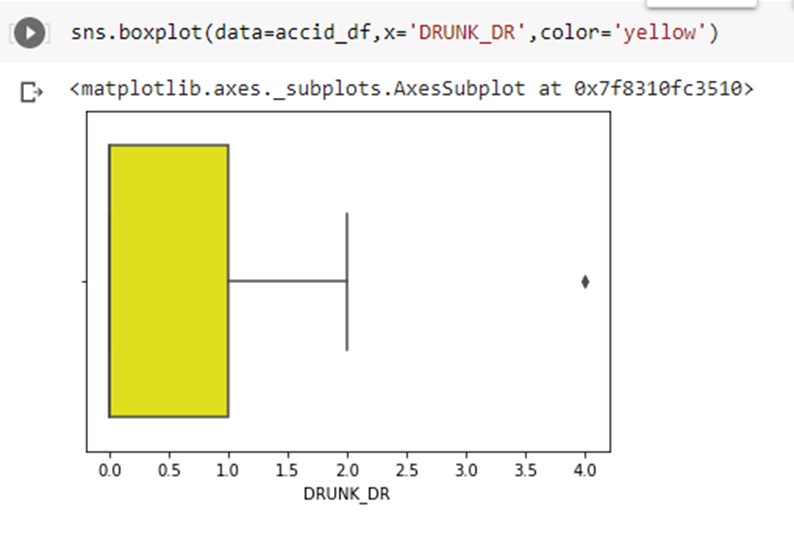 sns.boxplot(data=accid_df,x='DRUNK_DR',color='yellow')
<matplotlib.axes._subplots.AxesSubplot at 0x7f8310fc3510>
0.0 0.5 1.0 1.5 2.0 2.5 3.0 3.5 4.0
DRUNK_DR